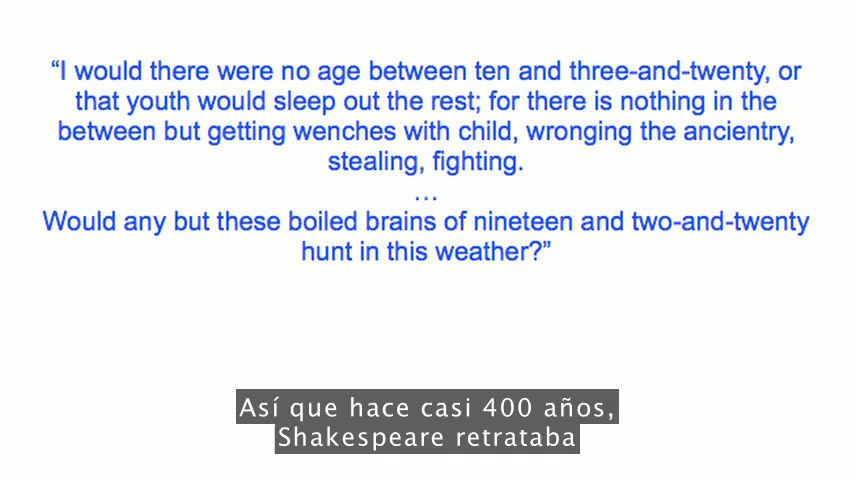 “I would there were no age between ten and three-and-twenty, or
that youth would sleep out the rest; for there is nothing in the
between but getting wenches with child, wronging the ancientry,
stealing, fighting.
…
Would any but these boiled brains of nineteen and two-and-twenty
hunt in this weather?”
Así que hace casi 400 años,
Shakespeare retrataba